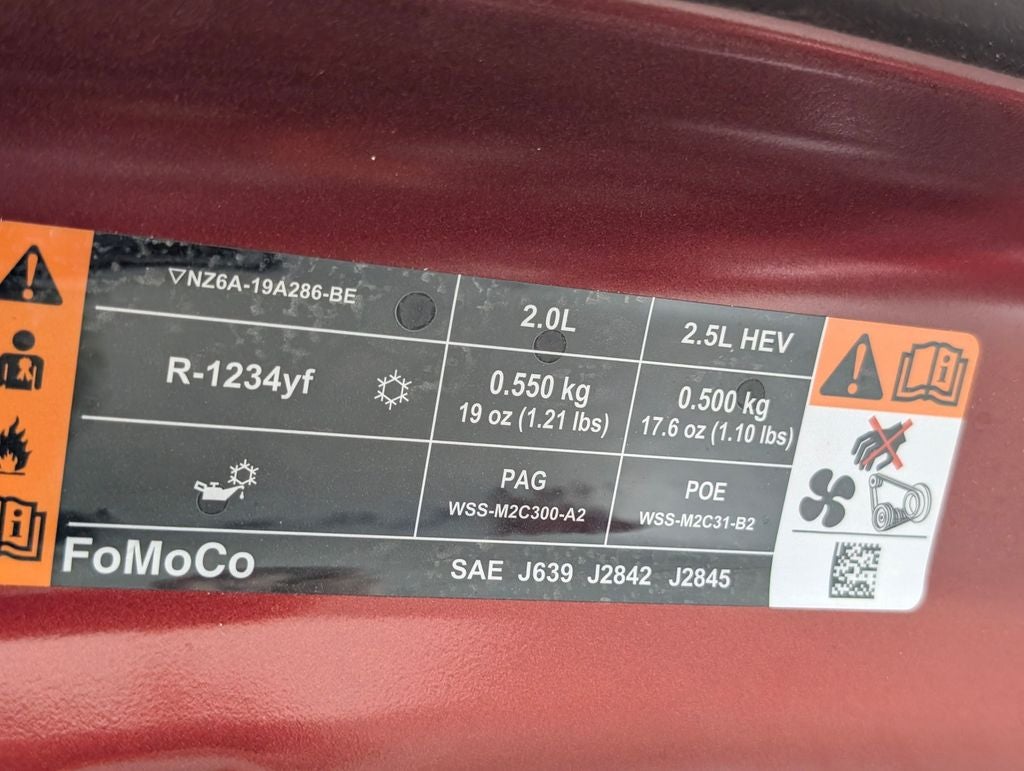 ▽NZ6A-19A286-BE
2.0L
2.5L HEV
R-1234yf
0.550 kg
19 oz (1.21 lbs)
0.500 kg
17.6 oz (1.10 lbs)
PAG
WSS-M2C300-A2
POE
WSS-M2C31-B2
FoMoCo
SAE J639 J2842 J2845